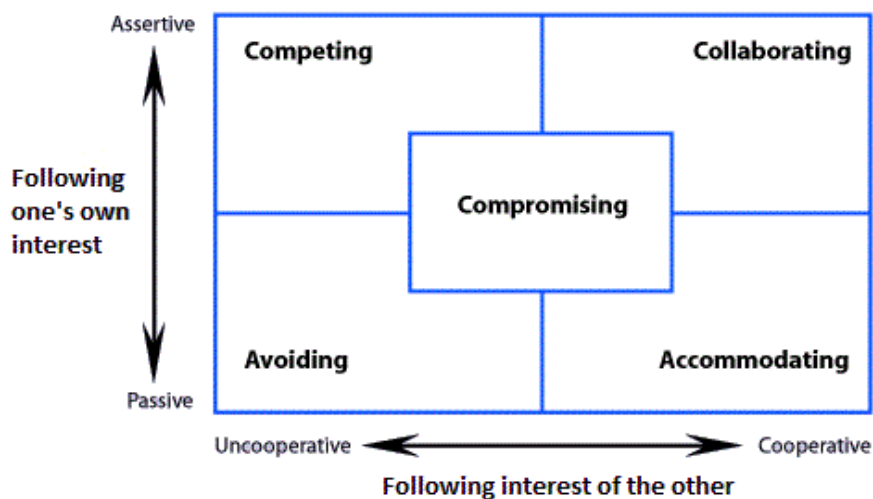 Assertive
Competing
Collaborating
Following
one's own
interest
Compromising
Avoiding
Accommodating
Passive
Uncooperative
Cooperative
Following interest of the other